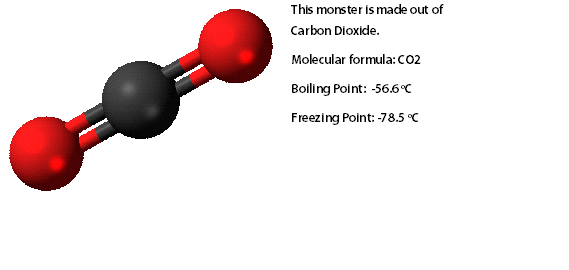 This monster is made out of
Carbon Dioxide.
Molecular formula: CO2
Boiling Point:  -56.6 ºC
Freezing Point: -78.5 ºC